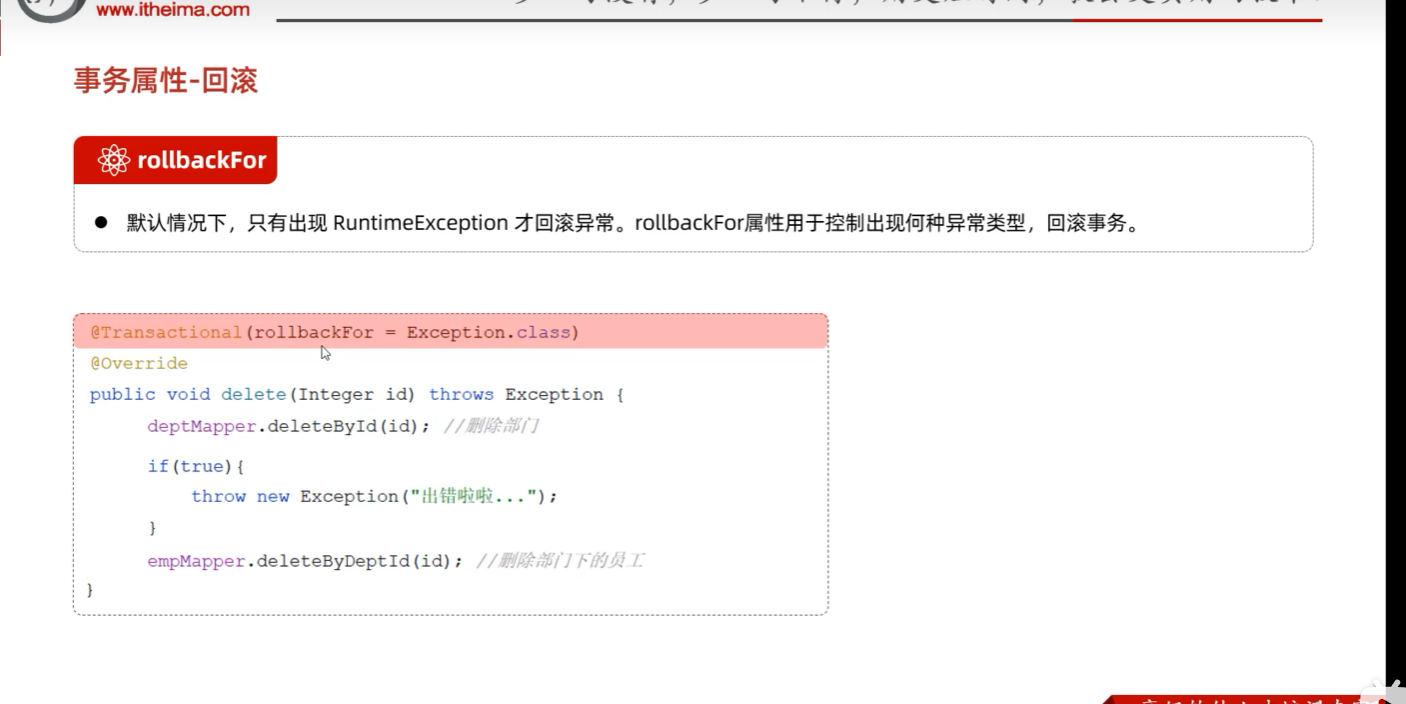 www.itheima.com
事务属性-回滚
rollbackFor
● 默认情况下，只有出现 RuntimeException 才回滚异常。rollbackFor属性用于控制出现何种异常类型，回滚事务。
@Transactional(rollbackFor = Exception.class)
@Override
public void delete(Integer id) throws Exception {
deptMapper.deleteById(id); //删除部门
if(true){
throw new Exception("出错啦啦...");
}
empMapper.deleteByDeptId(id); //删除部门下的员工
}